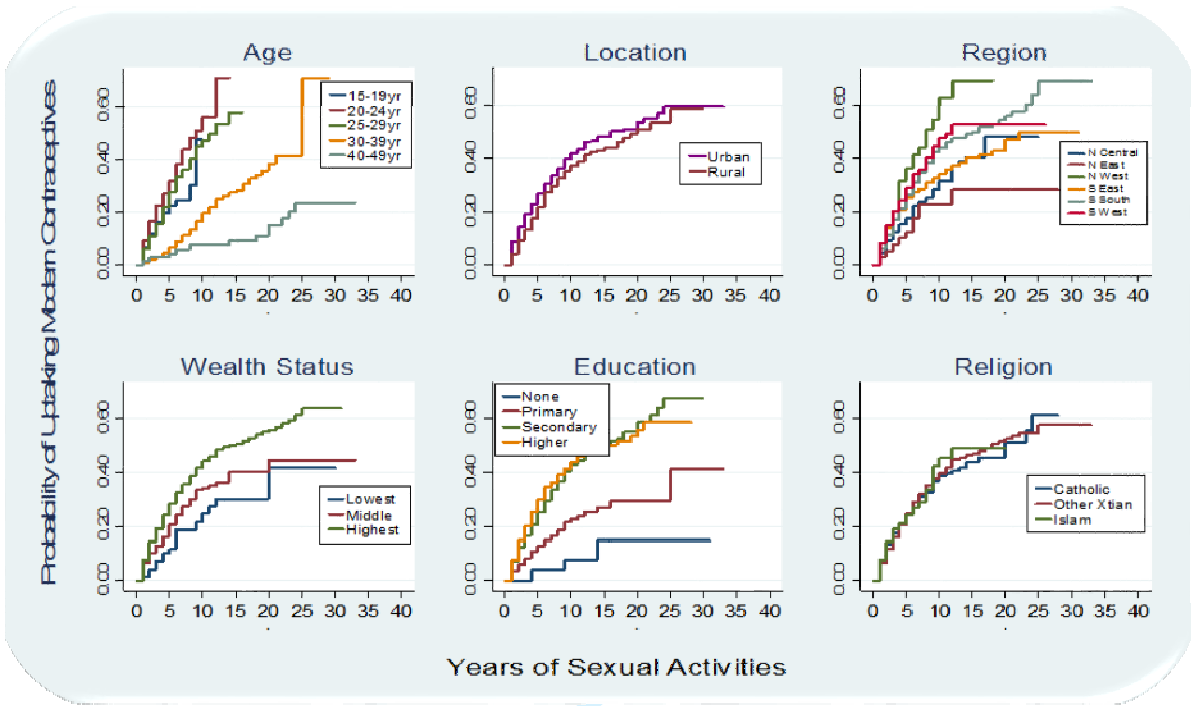 Probability of Uptaking Modern Contraceptives
Age
0.00 0.20 0.40 0.60
0 5 10 15 20 25 30 35 40
15-19yr
20-24yr
25-29yr
30-39yr
40-49yr
Location
0.00 0.20 0.40 0.60
0 5 10 15 20 25 30 35 40
Urban
Rural
Region
0.00 0.20 0.40 0.60
0 5 10 15 20 25 30 35 40
N Central
N East
N West
S East
S South
S West
Wealth Status
0.00 0.20 0.40 0.60
0 5 10 15 20 25 30 35 40
Lowest
Middle
Highest
Education
0.00 0.20 0.40 0.60
0 5 10 15 20 25 30 35 40
None
Primary
Secondary
Higher
Religion
0.00 0.20 0.40 0.60
0 5 10 15 20 25 30 35 40
Catholic
Other Xtian
Islam
Years of Sexual Activities